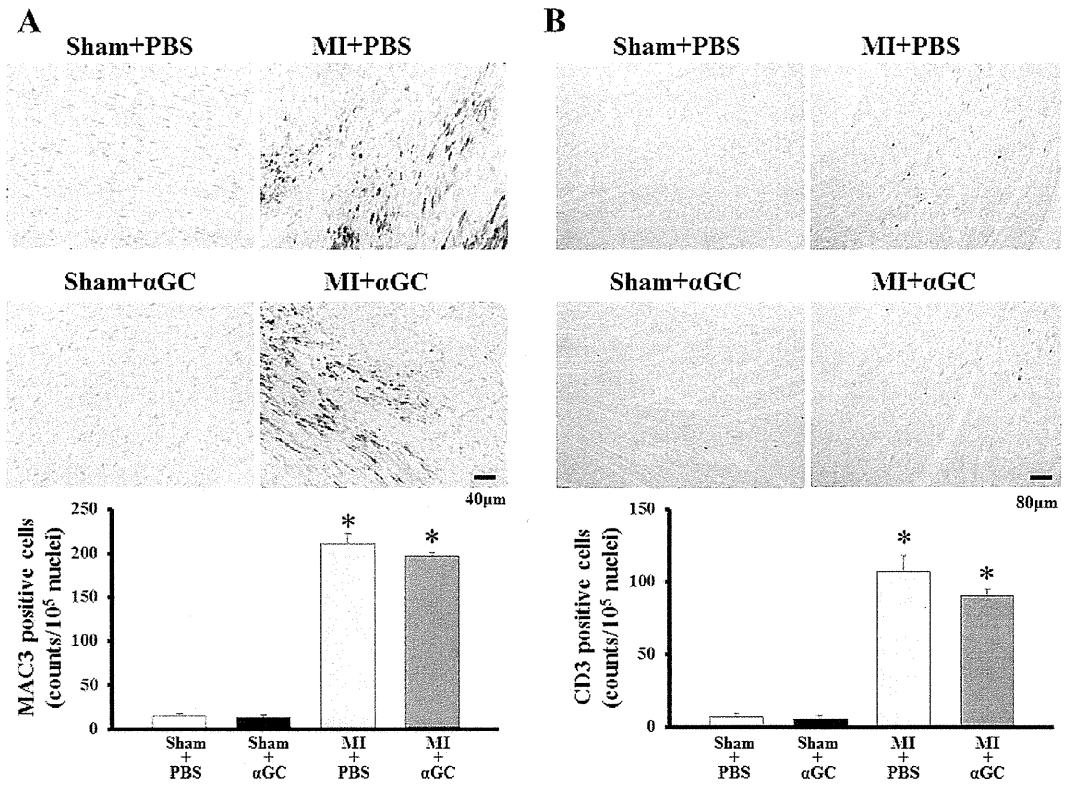 A
Sham+PBS
MI+PBS
Sham+αGC
MI+αGC
40μm
MAC3 positive cells
(counts/10⁵ nuclei)
250
200
150
100
50
0
*
*
Sham
+
PBS
Sham
+
αGC
MI
+
PBS
MI
+
αGC
B
Sham+PBS
MI+PBS
Sham+αGC
MI+αGC
80μm
CD3 positive cells
(counts/10⁵ nuclei)
150
100
50
0
*
*
Sham
+
PBS
Sham
+
αGC
MI
+
PBS
MI
+
αGC